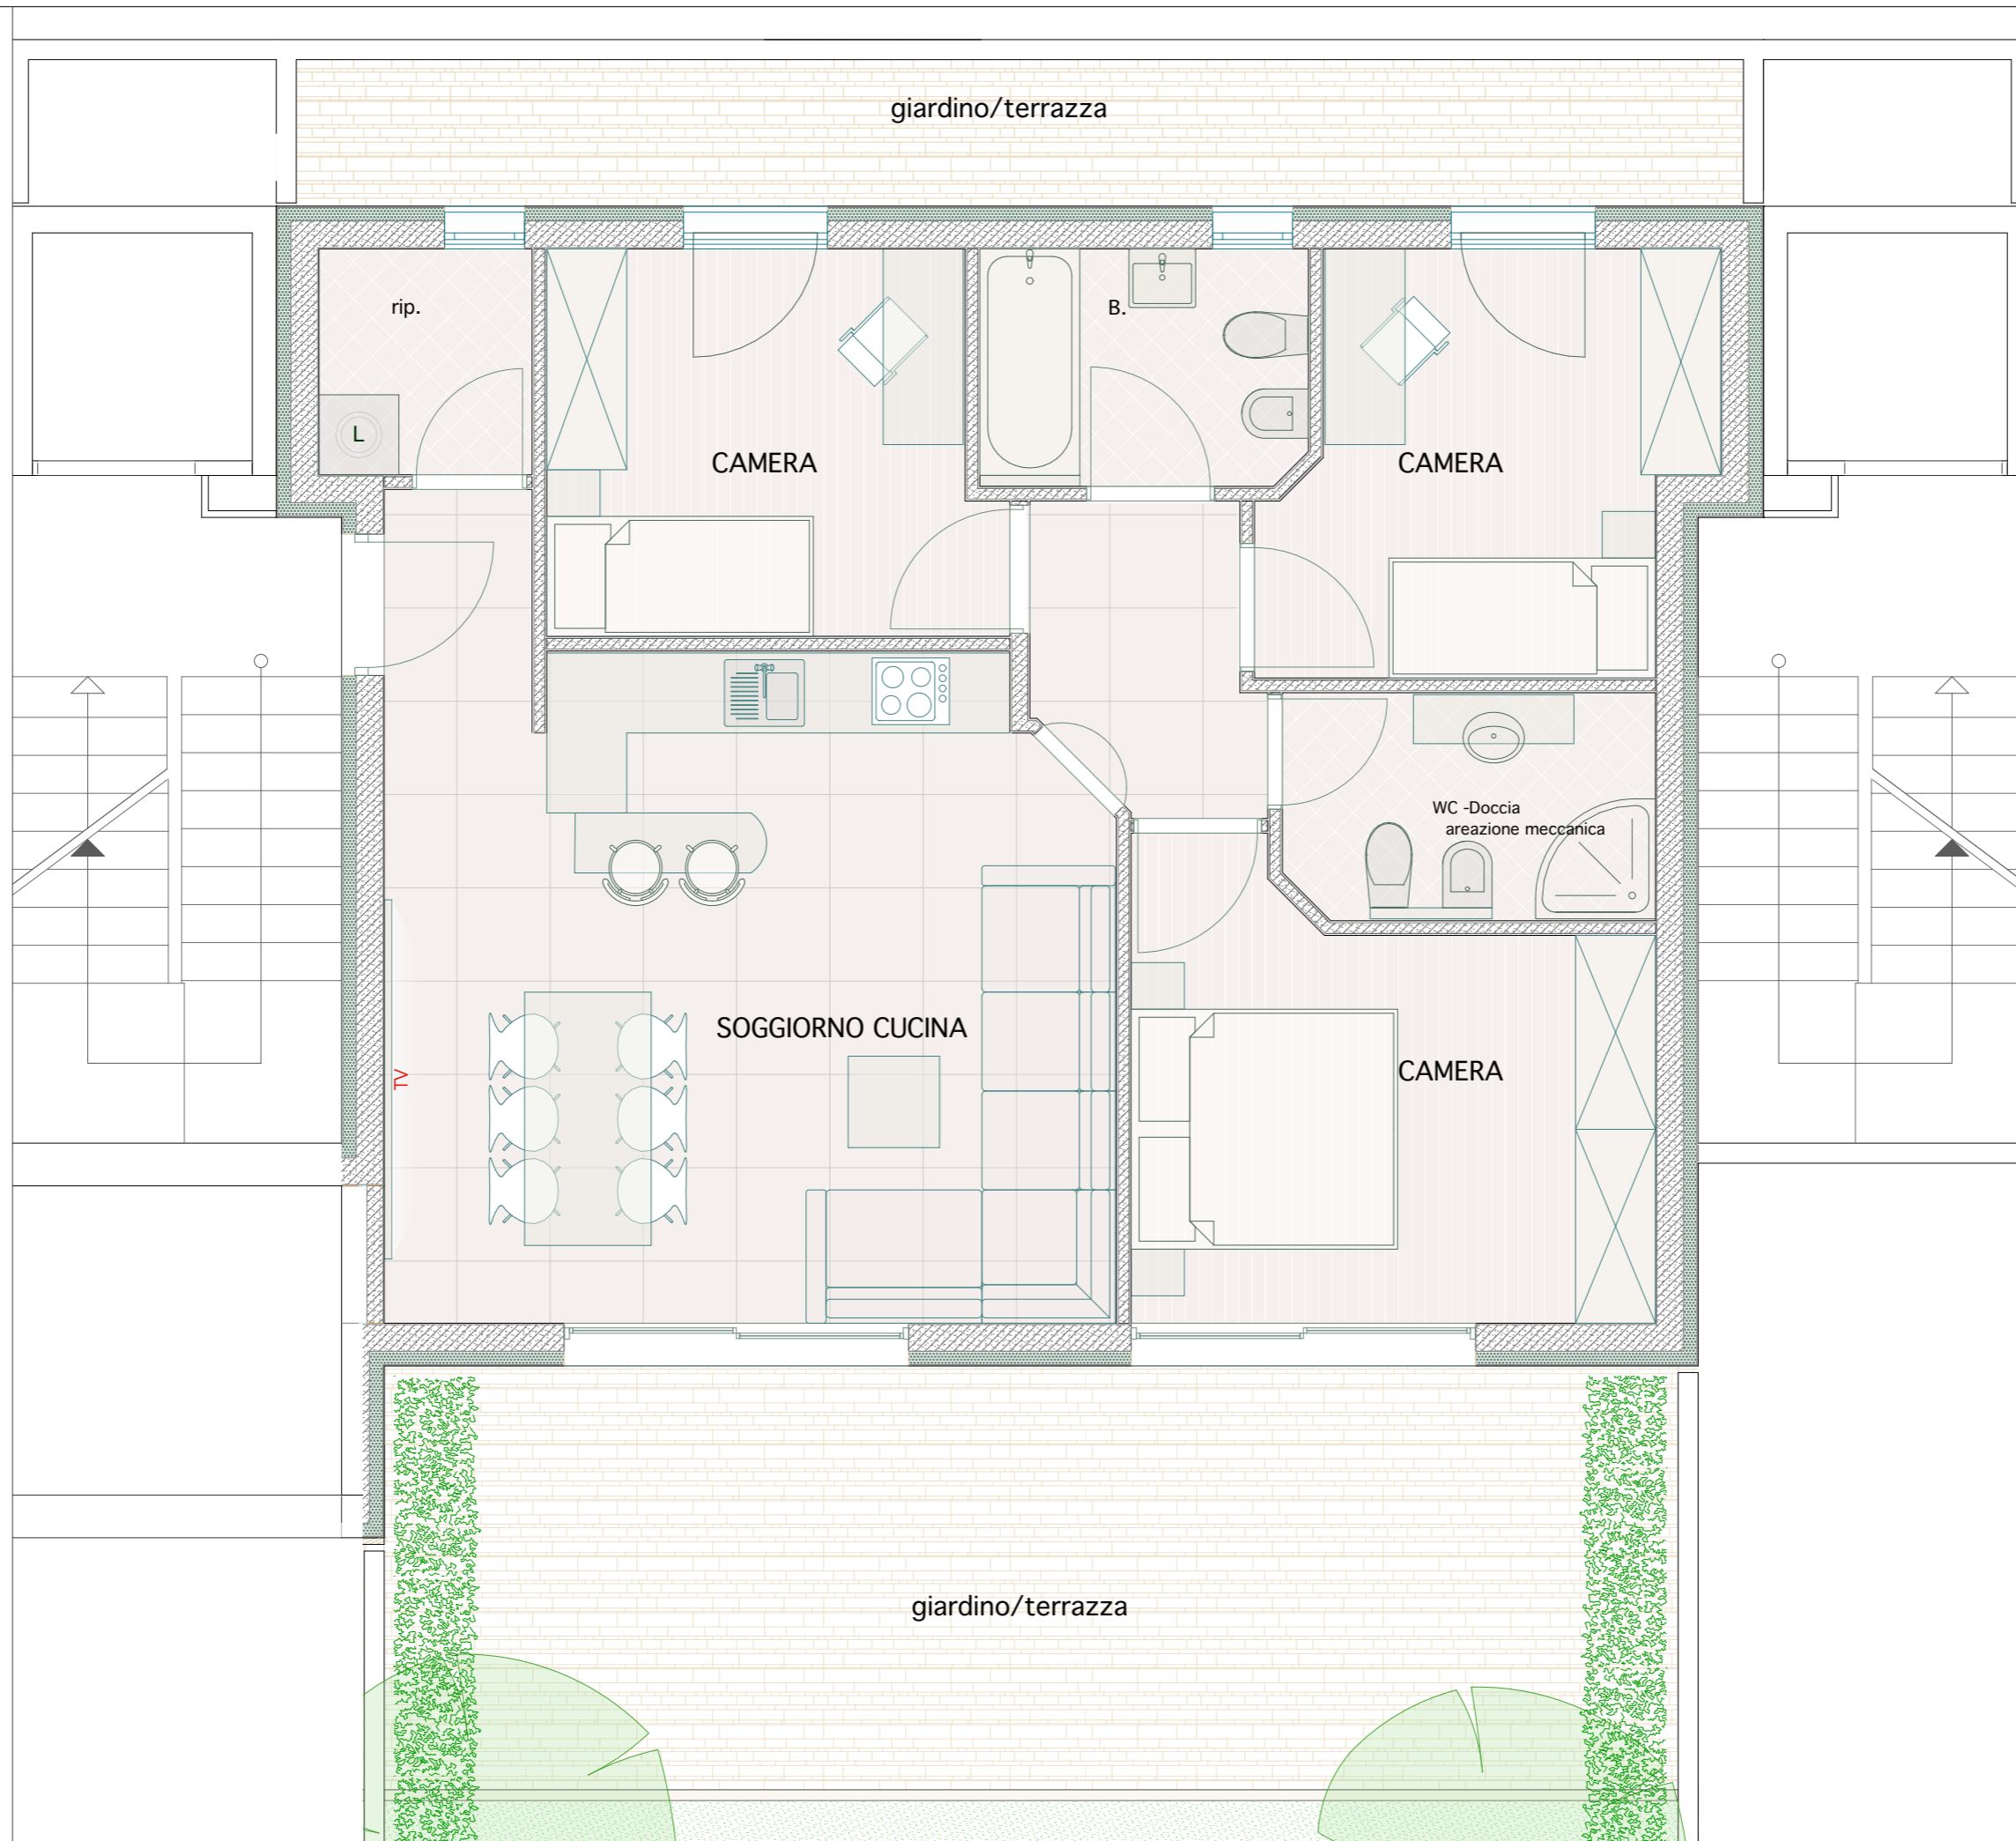 giardino/terrazza
rip.
B.
L
CAMERA
CAMERA
WC -Doccia
areazione meccanica
SOGGIORNO CUCINA
TV
CAMERA
giardino/terrazza